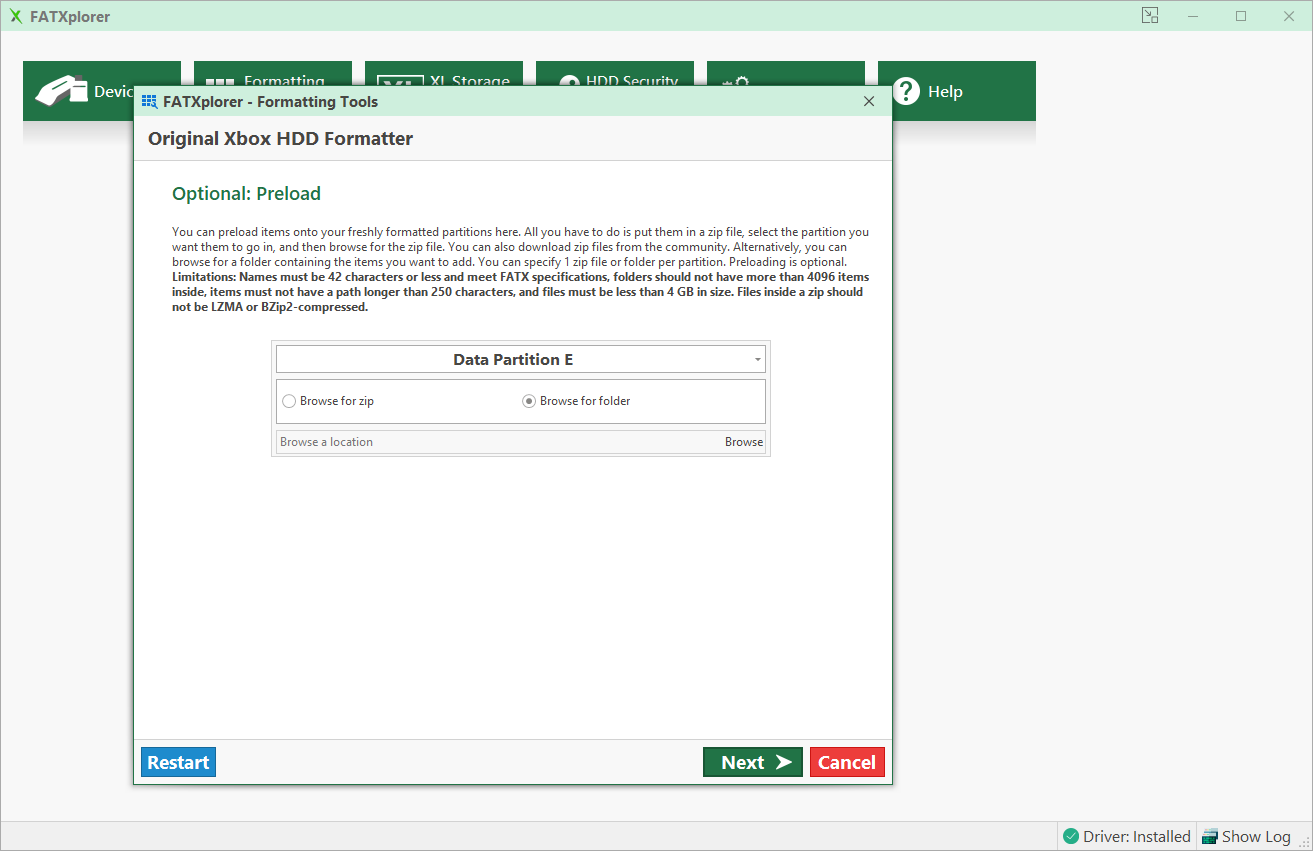 FATXplorer
Devic
Formatting
XL Storage
HDD Security
Help
FATXplorer - Formatting Tools
Original Xbox HDD Formatter
Optional: Preload
You can preload items onto your freshly formatted partitions here. All you have to do is put them in a zip file, select the partition you
want them to go in, and then browse for the zip file. You can also download zip files from the community. Alternatively, you can
browse for a folder containing the items you want to add. You can specify 1 zip file or folder per partition. Preloading is optional.
Limitations: Names must be 42 characters or less and meet FATX specifications, folders should not have more than 4096 items
inside, items must not have a path longer than 250 characters, and files must be less than 4 GB in size. Files inside a zip should
not be LZMA or BZip2-compressed.
Data Partition E
Browse for zip
Browse for folder
Browse a location
Browse
Restart
Next
Cancel
Driver: Installed
Show Log